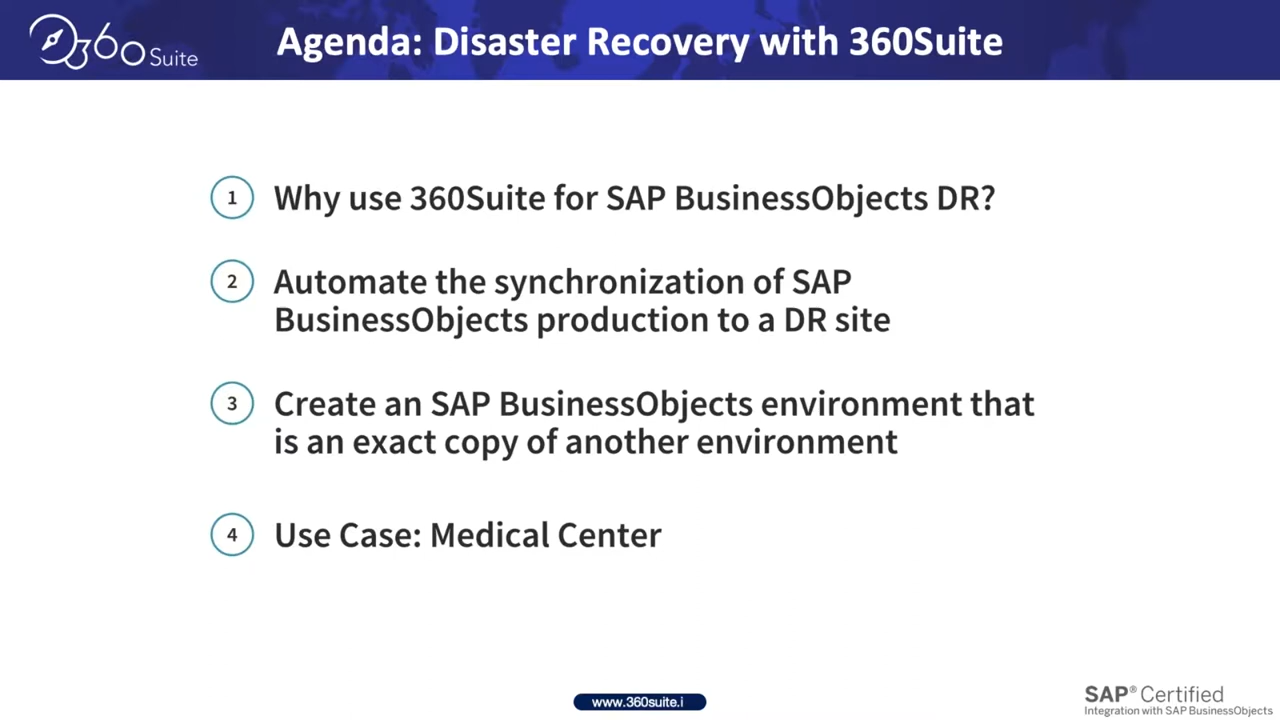 360Suite
Agenda: Disaster Recovery with 360Suite
1 Why use 360Suite for SAP BusinessObjects DR?
2 Automate the synchronization of SAP
BusinessObjects production to a DR site
3 Create an SAP BusinessObjects environment that
is an exact copy of another environment
4 Use Case: Medical Center
www.360suite.i
SAP® Certified
Integration with SAP BusinessObjects